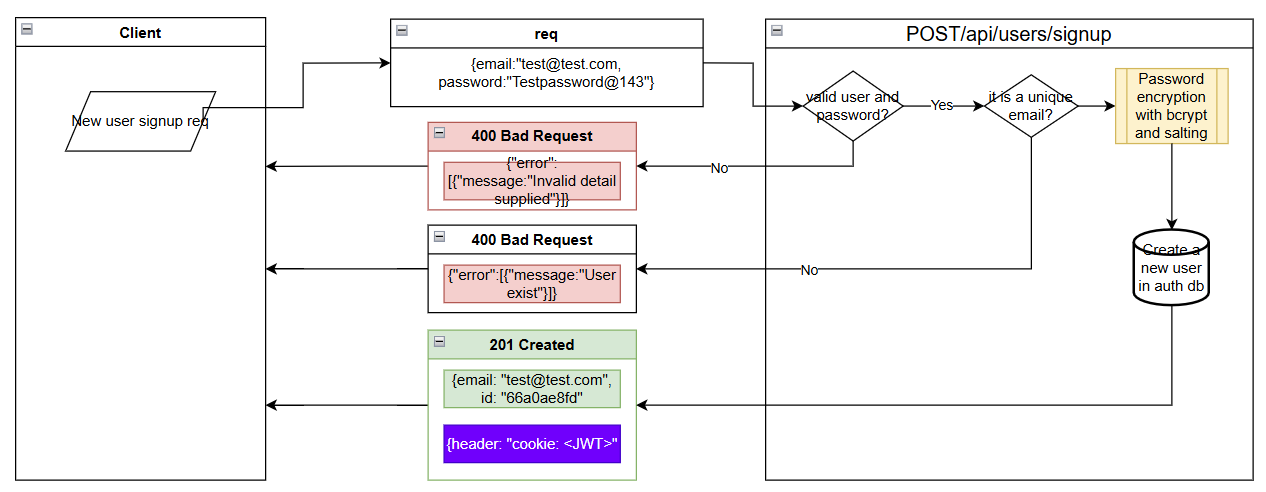 Client
New user signup req
req
{email:"test@test.com,
password:"Testpassword@143"}
POST/api/users/signup
valid user and
password?
Yes
it is a unique
email?
Password
encryption
with bcrypt
and salting
No
400 Bad Request
{"error":
[{"message:"Invalid detail
supplied"}]}
No
400 Bad Request
{"error":[{"message:"User
exist"}]}
Create a
new user
in auth db
201 Created
{email: "test@test.com",
id: "66a0ae8fd"
{header: "cookie: <JWT>"